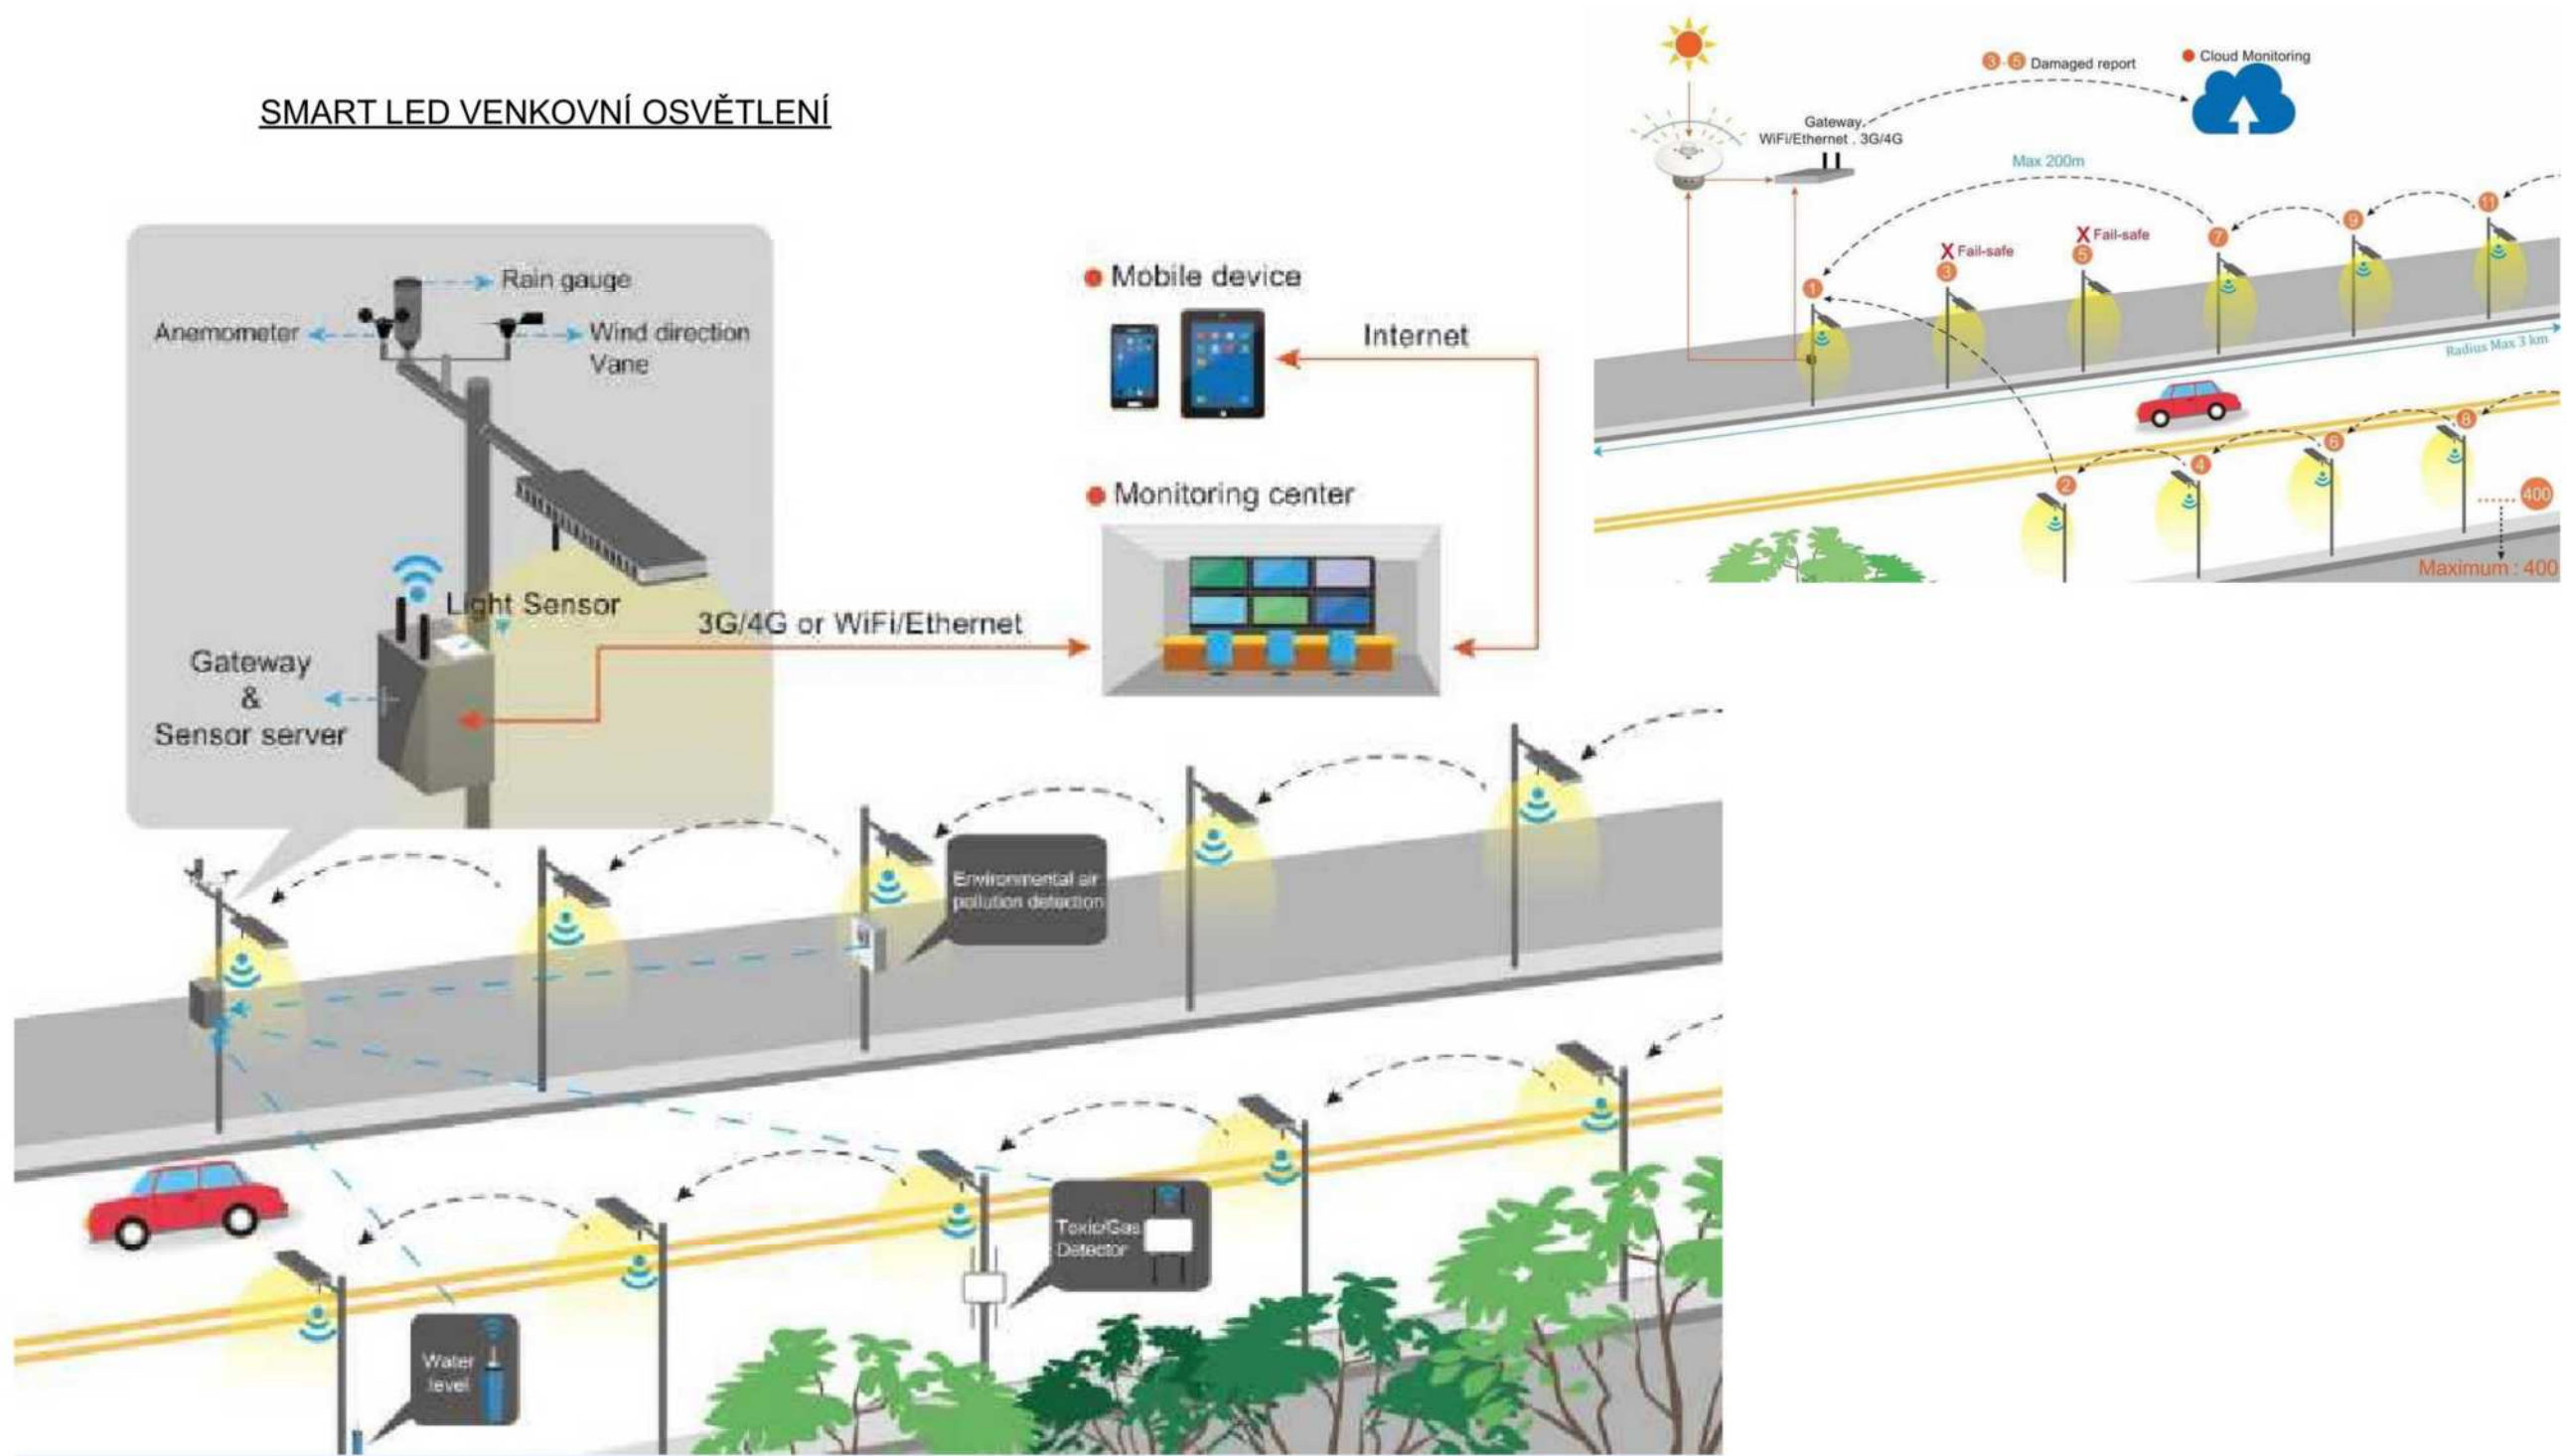 SMART LED VENKOVNÍ OSVĚTLENÍ
Rain gauge
Anemometer
Wind direction
Vane
Light Sensor
Gateway
&
Sensor server
3G/4G or WiFi/Ethernet
Mobile device
Internet
Monitoring center
Environmental air
pollution detection
Toxic/Gas
Detector
Water
level
3-5 Damaged report
Cloud Monitoring
Gateway,
WiFi/Ethernet . 3G/4G
Max 200m
1
3
X Fail-safe
5
X Fail-safe
7
9
11
Radius Max 3 km
2
4
6
8
...... 400
Maximum : 400